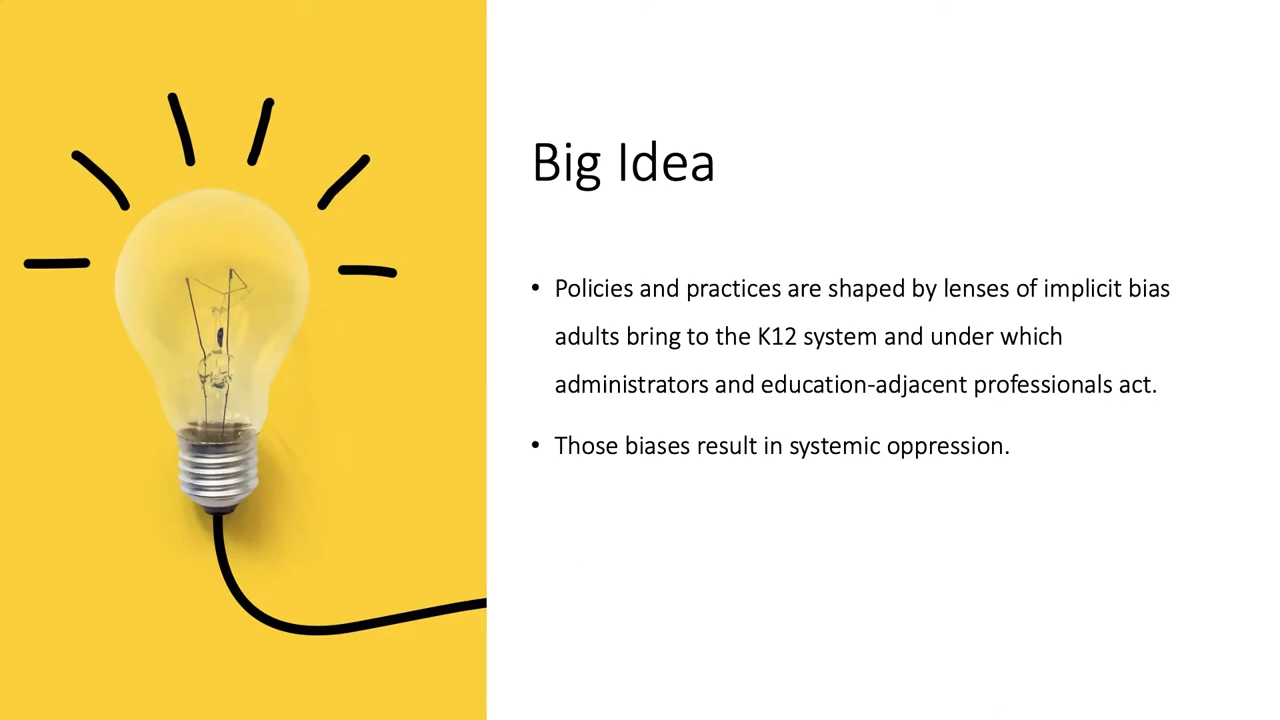 Big Idea
• Policies and practices are shaped by lenses of implicit bias
adults bring to the K12 system and under which
administrators and education-adjacent professionals act.
• Those biases result in systemic oppression.